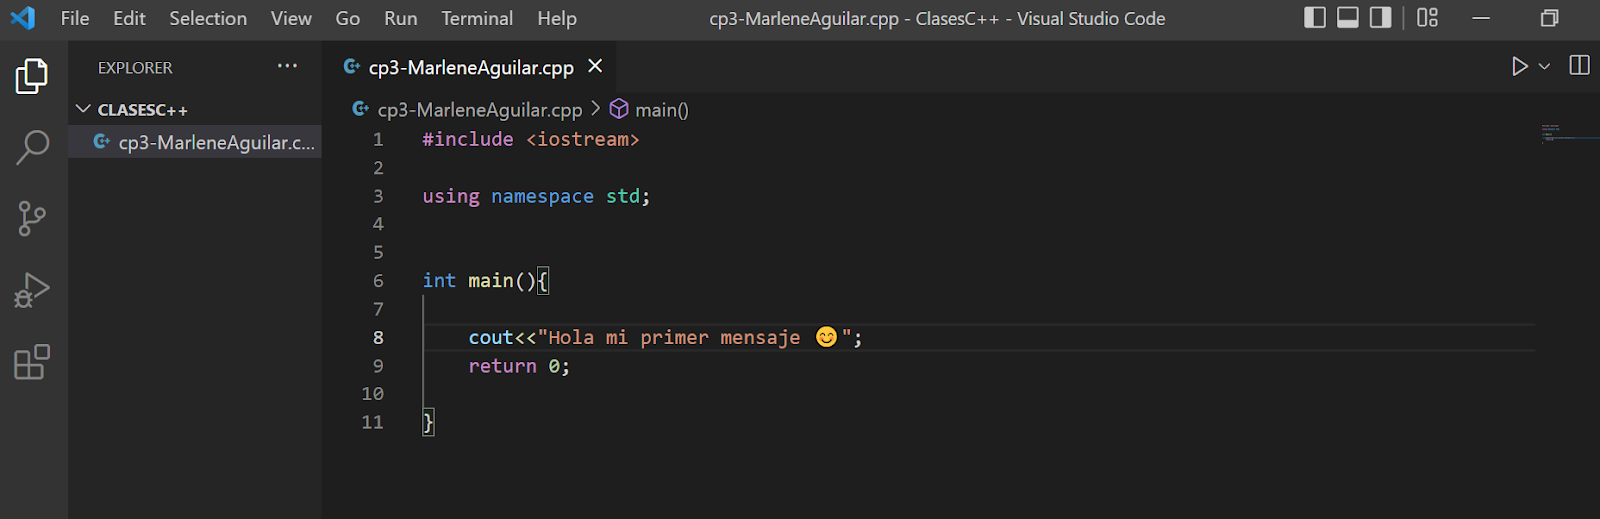 File Edit Selection View Go Run Terminal Help cp3-MarleneAguilar.cpp - ClasesC++ - Visual Studio Code
EXPLORER ···
CLASESC++
cp3-MarleneAguilar.c...
cp3-MarleneAguilar.cpp
cp3-MarleneAguilar.cpp > main()
1 #include <iostream>
2
3 using namespace std;
4
5
6 int main(){
7
8 cout<<"Hola mi primer mensaje 😊";
9 return 0;
10
11 }